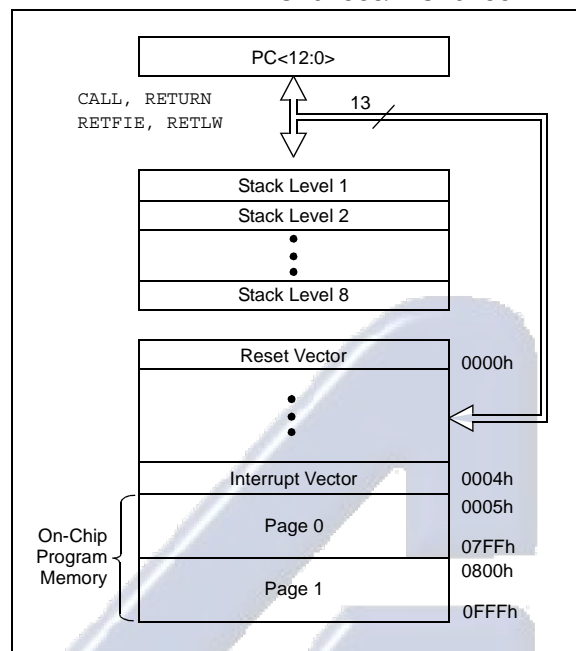 PC<12:0>
CALL, RETURN
RETFIE, RETLW
13
Stack Level 1
Stack Level 2
Stack Level 8
Reset Vector
0000h
Interrupt Vector
0004h
0005h
On-Chip
Program
Memory
Page 0
07FFh
0800h
Page 1
0FFFh